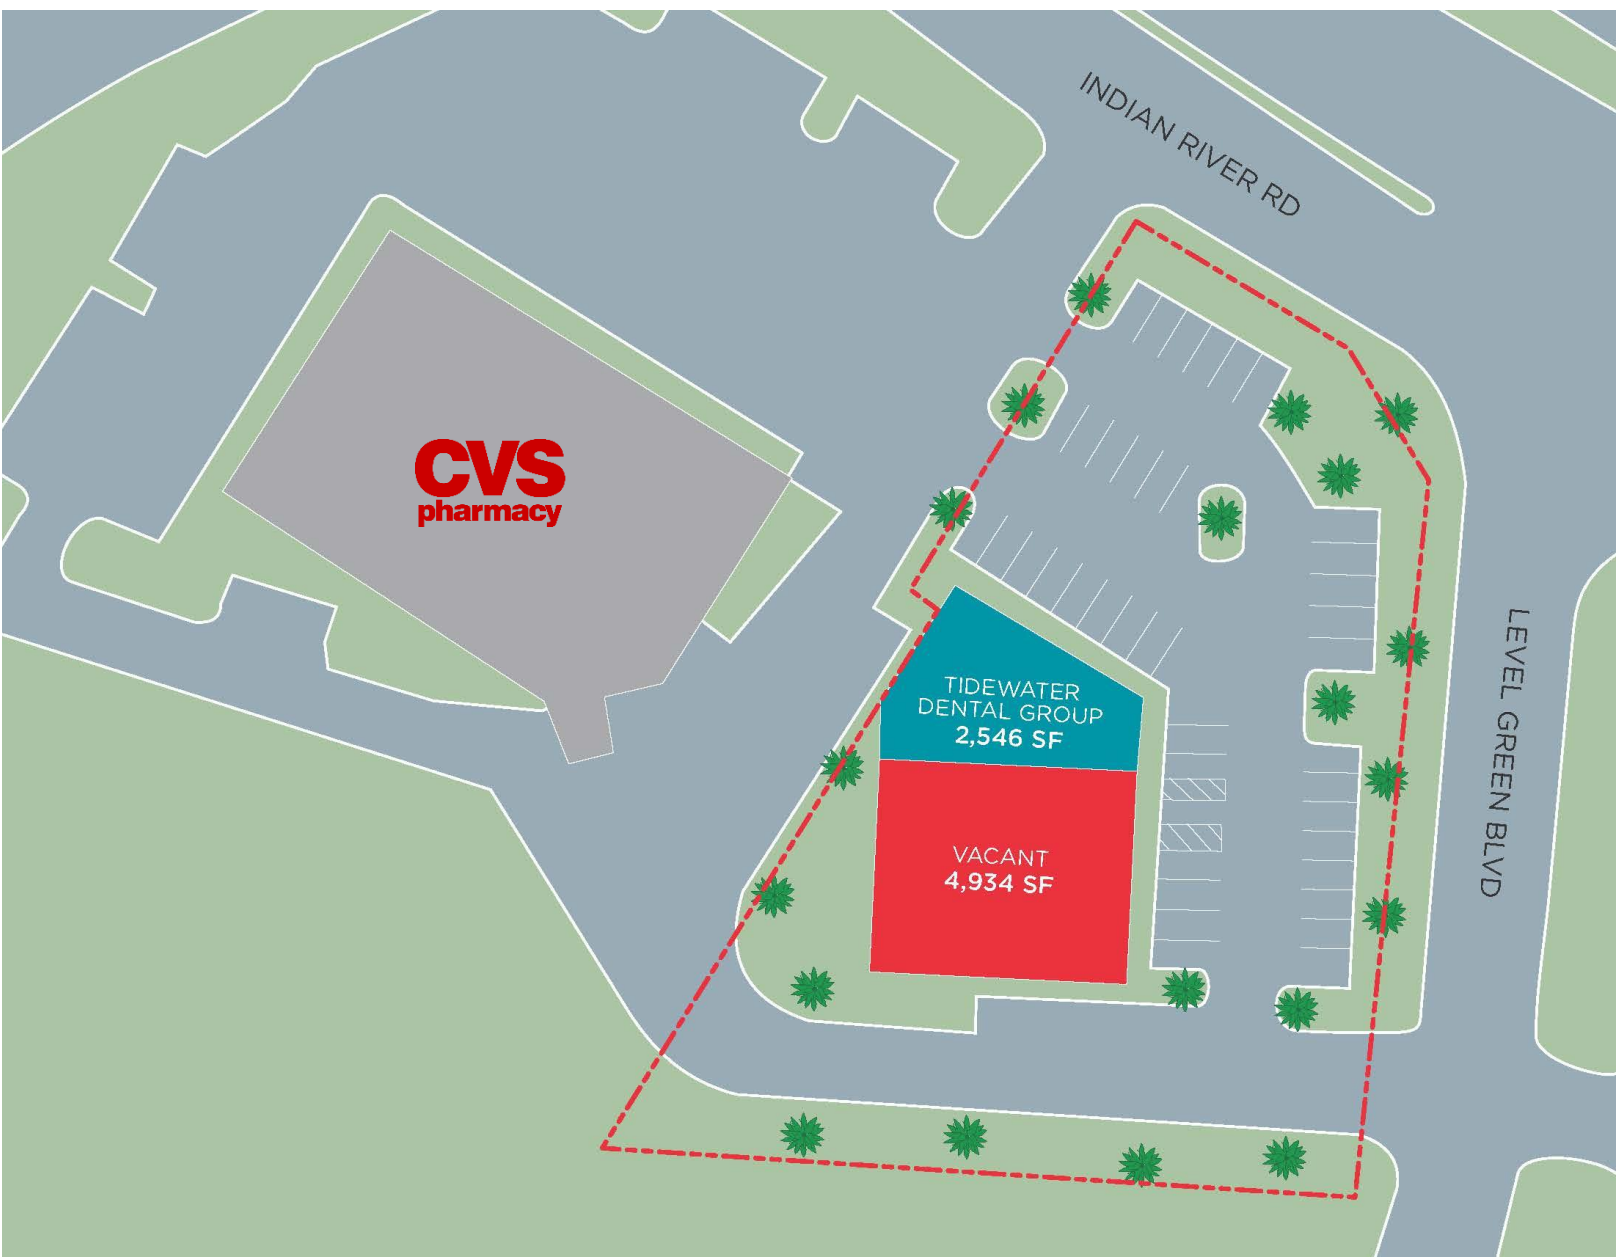 INDIAN RIVER RD
CVS
pharmacy
LEVEL GREEN BLVD
TIDEWATER
DENTAL GROUP
2,546 SF
VACANT
4,934 SF